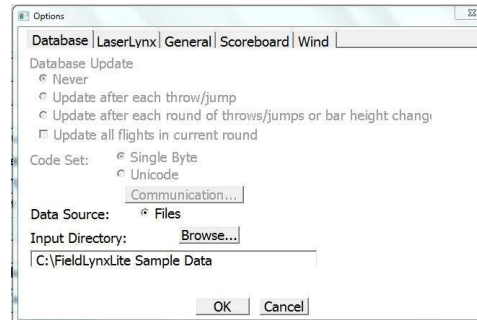 Options
Database LaserLynx General Scoreboard Wind
Database Update
Never
Update after each throw/jump
Update after each round of throws/jumps or bar height chang
Update all flights in current round
Code Set: Single Byte
Unicode
Communication...
Data Source: Files
Input Directory: Browse...
C:\FieldLynxLite Sample Data
OK Cancel